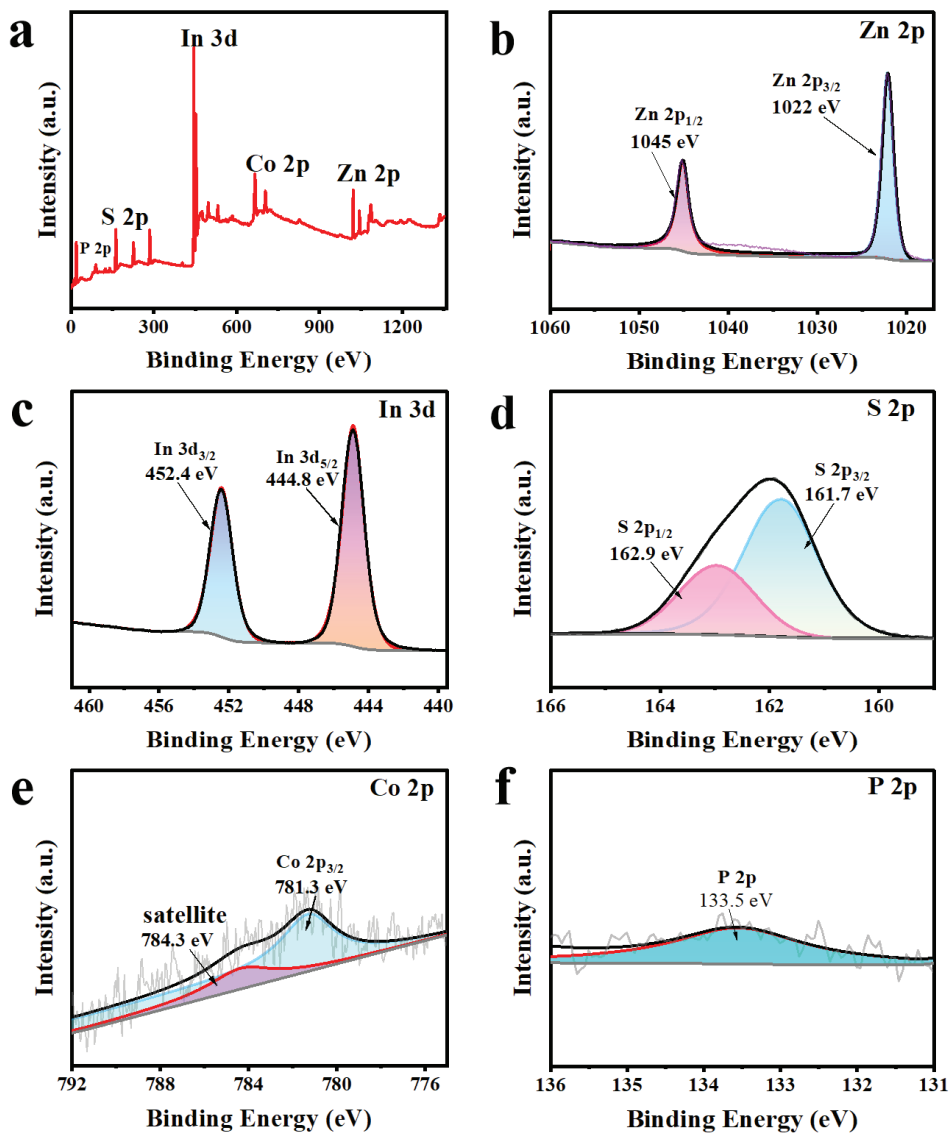 a
In 3d
Co 2p
Zn 2p
S 2p
P 2p
Intensity (a.u.)
0 300 600 900 1200
Binding Energy (eV)
b
Zn 2p
Zn 2p3/2
1022 eV
Zn 2p1/2
1045 eV
Intensity (a.u.)
1060 1050 1040 1030 1020
Binding Energy (eV)
c
In 3d
In 3d3/2
452.4 eV
In 3d5/2
444.8 eV
Intensity (a.u.)
460 456 452 448 444 440
Binding Energy (eV)
d
S 2p
S 2p3/2
161.7 eV
S 2p1/2
162.9 eV
Intensity (a.u.)
166 164 162 160
Binding Energy (eV)
e
Co 2p
Co 2p3/2
781.3 eV
satellite
784.3 eV
Intensity (a.u.)
792 788 784 780 776
Binding Energy (eV)
f
P 2p
P 2p
133.5 eV
Intensity (a.u.)
136 135 134 133 132 131
Binding Energy (eV)